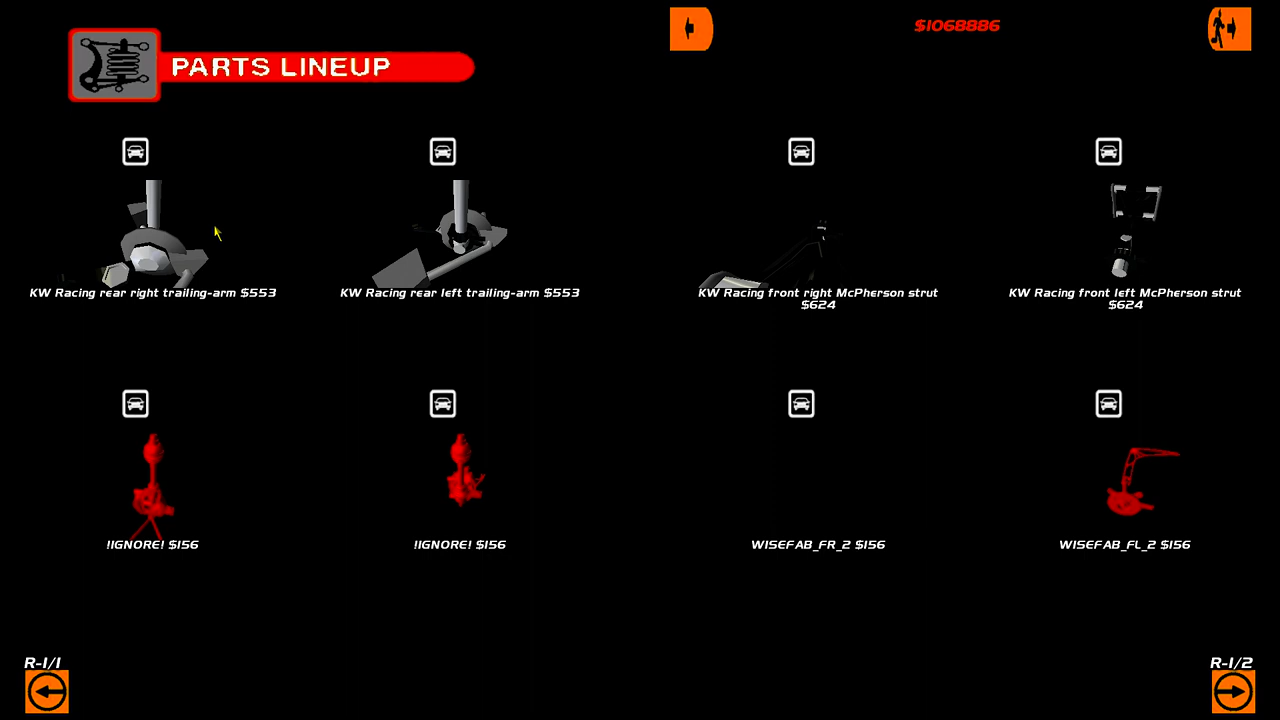 $1068886
PARTS LINEUP
KW Racing rear right trailing-arm $553
KW Racing rear left trailing-arm $553
KW Racing front right McPherson strut
$624
KW Racing front left McPherson strut
$624
!IGNORE! $156
!IGNORE! $156
WISEFAB_FR_2 $156
WISEFAB_FL_2 $156
R-1/1
R-1/2